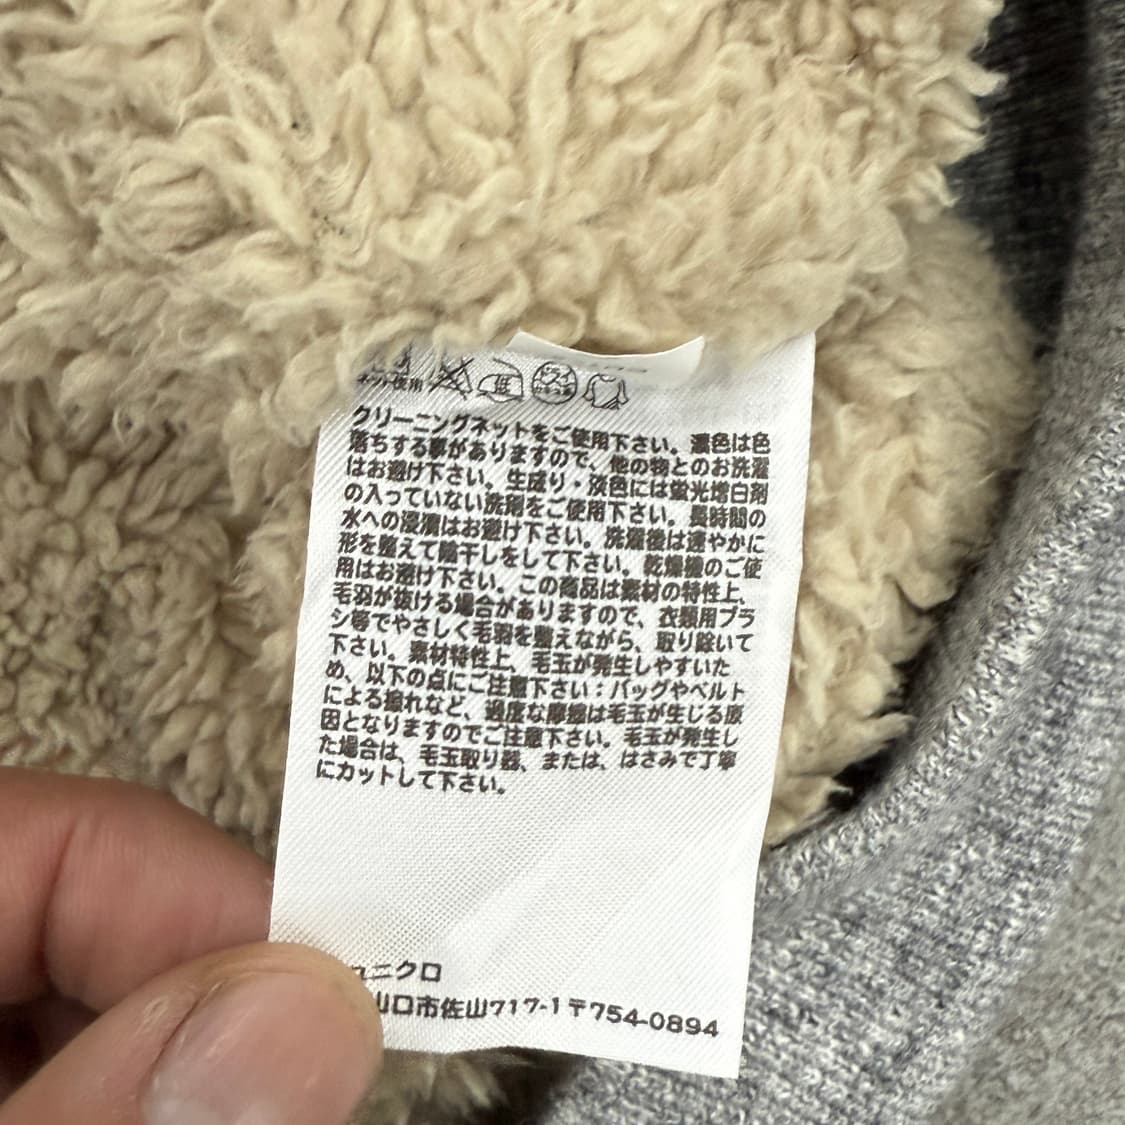 ネット使用
低
クリーニングネットをご使用下さい。濃色は色
落ちする事がありますので、他の物とのお洗濯
はお避け下さい。生成り・淡色には蛍光増白剤
の入っていない洗剤をご使用下さい。長時間の
水への浸漬はお避け下さい。洗濯後は速やかに
形を整えて陰干しをして下さい。乾燥機のご使
用はお避け下さい。この商品は素材の特性上、
毛羽が抜ける場合がありますので、衣類用ブラ
シ等でやさしく毛羽を整えながら、取り除いて
下さい。素材特性上、毛玉が発生しやすいた
め、以下の点にご注意下さい:バッグやベルト
による擦れなど、過度な摩擦は毛玉が生じる原
因となりますのでご注意下さい。毛玉が発生し
た場合は、毛玉取り器、または、はさみで丁寧
にカットして下さい。
ユニクロ
山口市佐山717-1〒754-0894